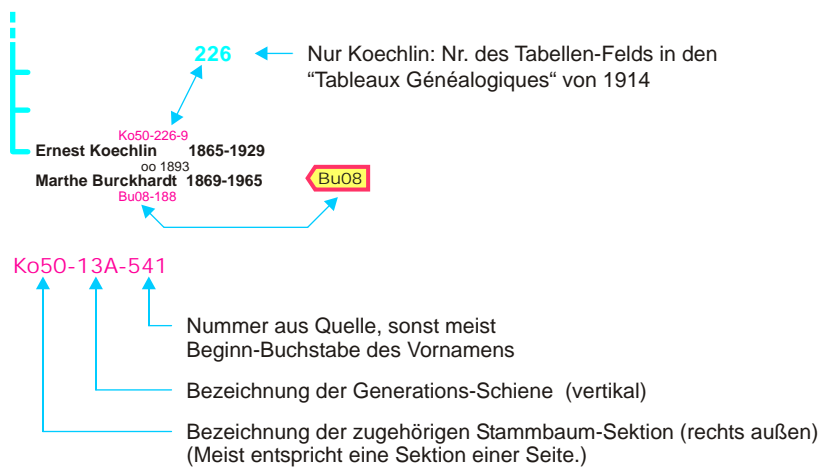 226
Nur Koechlin: Nr. des Tabellen-Felds in den
“Tableaux Généalogiques“ von 1914
Ko50-226-9
Ernest Koechlin 1865-1929
oo 1893
Marthe Burckhardt 1869-1965
Bu08-188
Bu08
Ko50-13A-541
Nummer aus Quelle, sonst meist
Beginn-Buchstabe des Vornamens
Bezeichnung der Generations-Schiene (vertikal)
Bezeichnung der zugehörigen Stammbaum-Sektion (rechts außen)
(Meist entspricht eine Sektion einer Seite.)